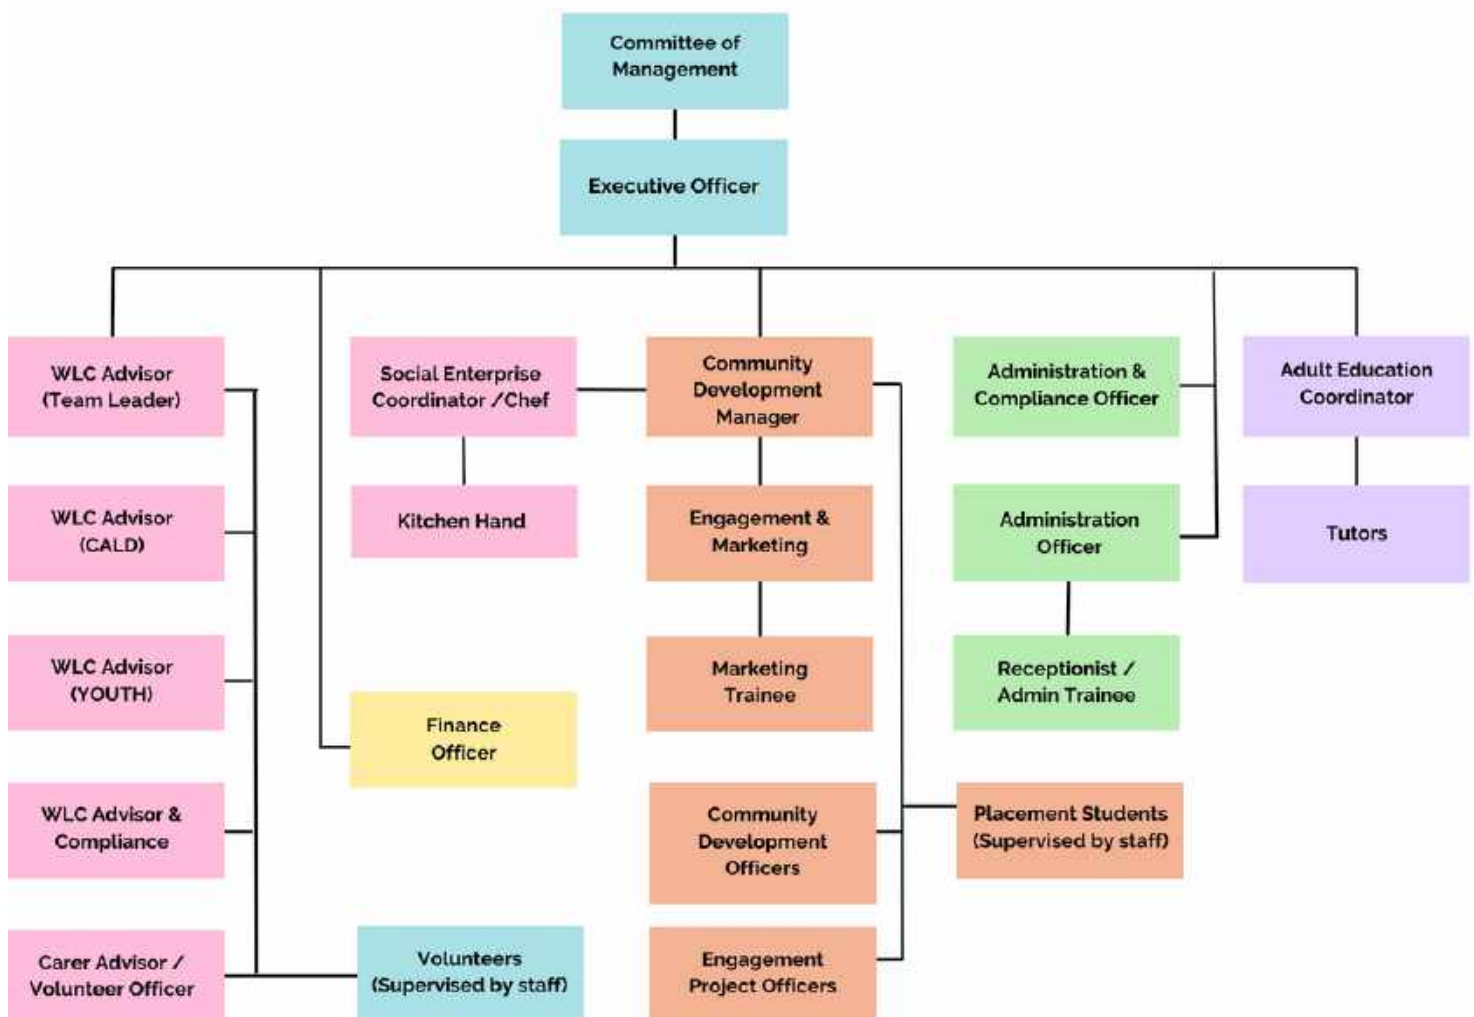 Committee of
Management
Executive Officer
WLC Advisor
(Team Leader)
Social Enterprise
Coordinator /Chef
Community
Development
Manager
Administration &
Compliance Officer
Adult Education
Coordinator
WLC Advisor
(CALD)
Kitchen Hand
Engagement &
Marketing
Administration
Officer
Tutors
WLC Advisor
(YOUTH)
Finance
Officer
Marketing
Trainee
Receptionist /
Admin Trainee
WLC Advisor &
Compliance
Community
Development
Officers
Placement Students
(Supervised by staff)
Carer Advisor /
Volunteer Officer
Volunteers
(Supervised by staff)
Engagement
Project Officers